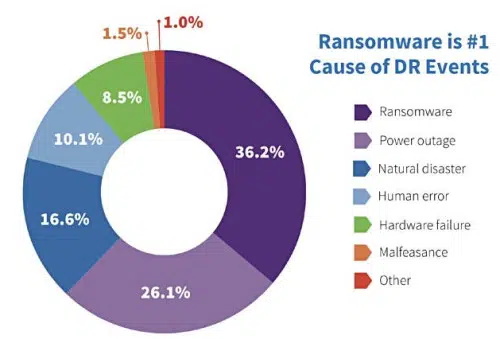 1.5%
1.0%
Ransomware is #1
Cause of DR Events
8.5%
10.1%
36.2%
16.6%
26.1%
Ransomware
Power outage
Natural disaster
Human error
Hardware failure
Malfeasance
Other